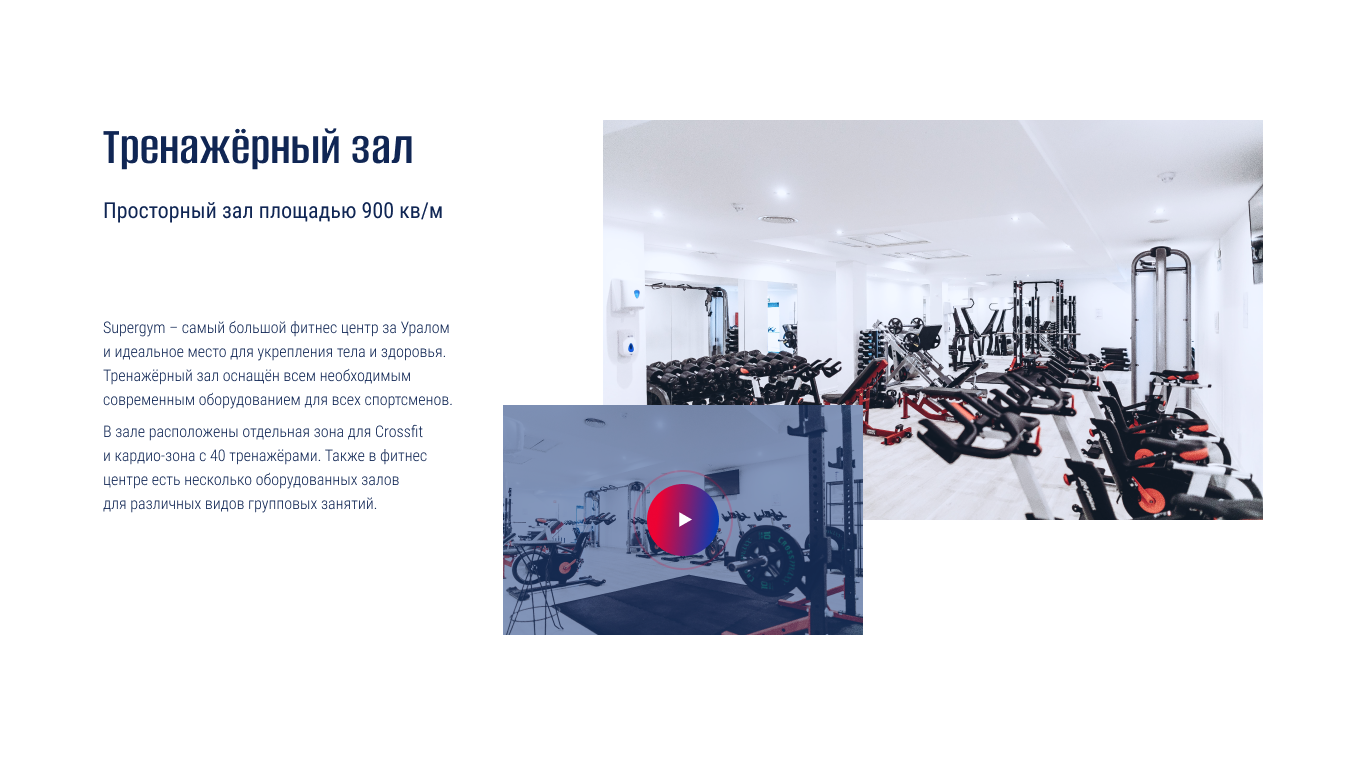 Тренажёрный зал
Просторный зал площадью 900 кв/м
Supergym – самый большой фитнес центр за Уралом
и идеальное место для укрепления тела и здоровья.
Тренажёрный зал оснащён всем необходимым
современным оборудованием для всех спортсменов.
В зале расположены отдельная зона для Crossfit
и кардио-зона с 40 тренажёрами. Также в фитнес
центре есть несколько оборудованных залов
для различных видов групповых занятий.